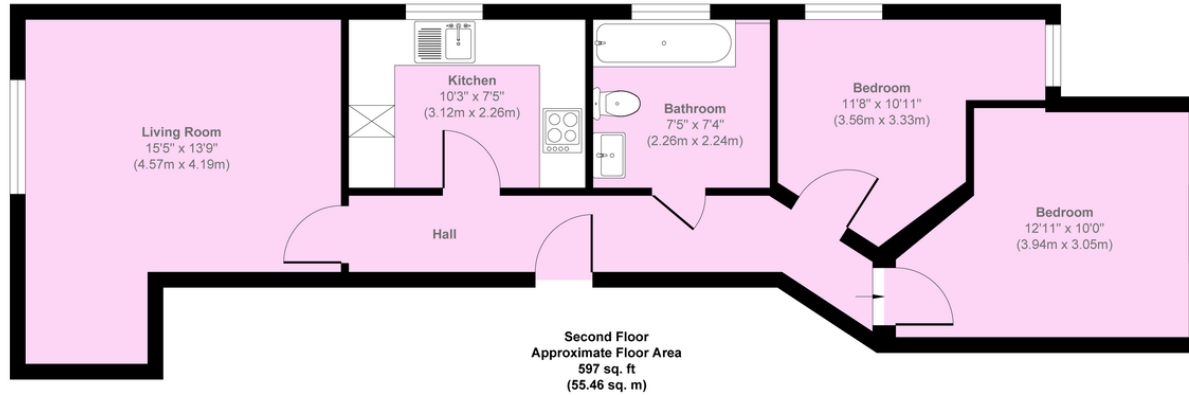 Living Room
15'5" x 13'9"
(4.57m x 4.19m)
Kitchen
10'3" x 7'5"
(3.12m x 2.26m)
Bathroom
7'5" x 7'4"
(2.26m x 2.24m)
Bedroom
11'8" x 10'11"
(3.56m x 3.33m)
Bedroom
12'11" x 10'0"
(3.94m x 3.05m)
Hall
Second Floor
Approximate Floor Area
597 sq. ft
(55.46 sq. m)